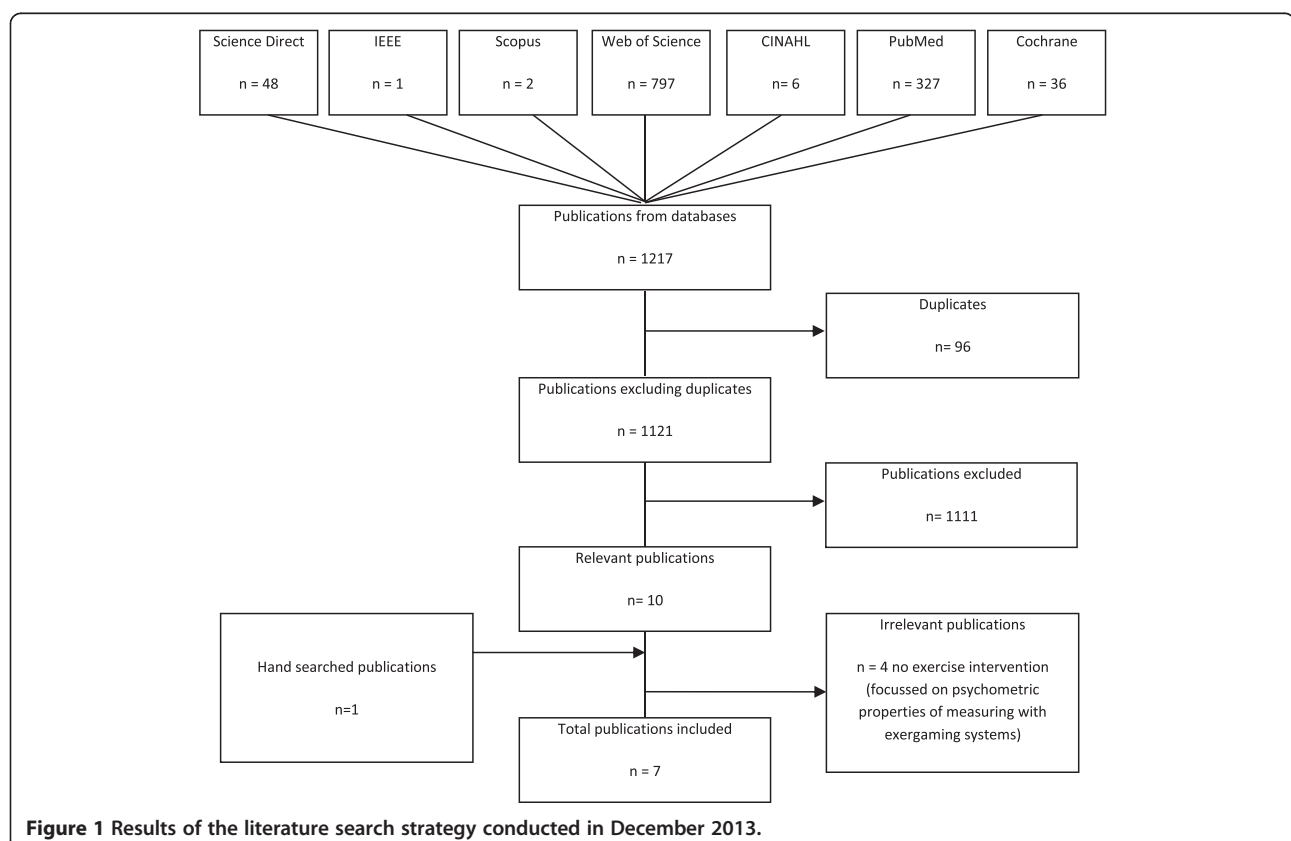 Science Direct
n = 48
IEEE
n = 1
Scopus
n = 2
Web of Science
n = 797
CINAHL
n= 6
PubMed
n = 327
Cochrane
n = 36
Publications from databases
n = 1217
Duplicates
n= 96
Publications excluding duplicates
n = 1121
Publications excluded
n= 1111
Relevant publications
n= 10
Hand searched publications
n=1
Irrelevant publications
n = 4 no exercise intervention
(focussed on psychometric
properties of measuring with
exergaming systems)
Total publications included
n = 7
Figure 1 Results of the literature search strategy conducted in December 2013.